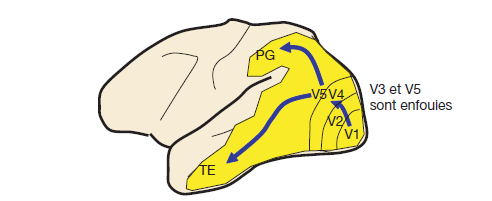 PG
V5 V4
V3 et V5
sont enfouies
V2
V1
TE